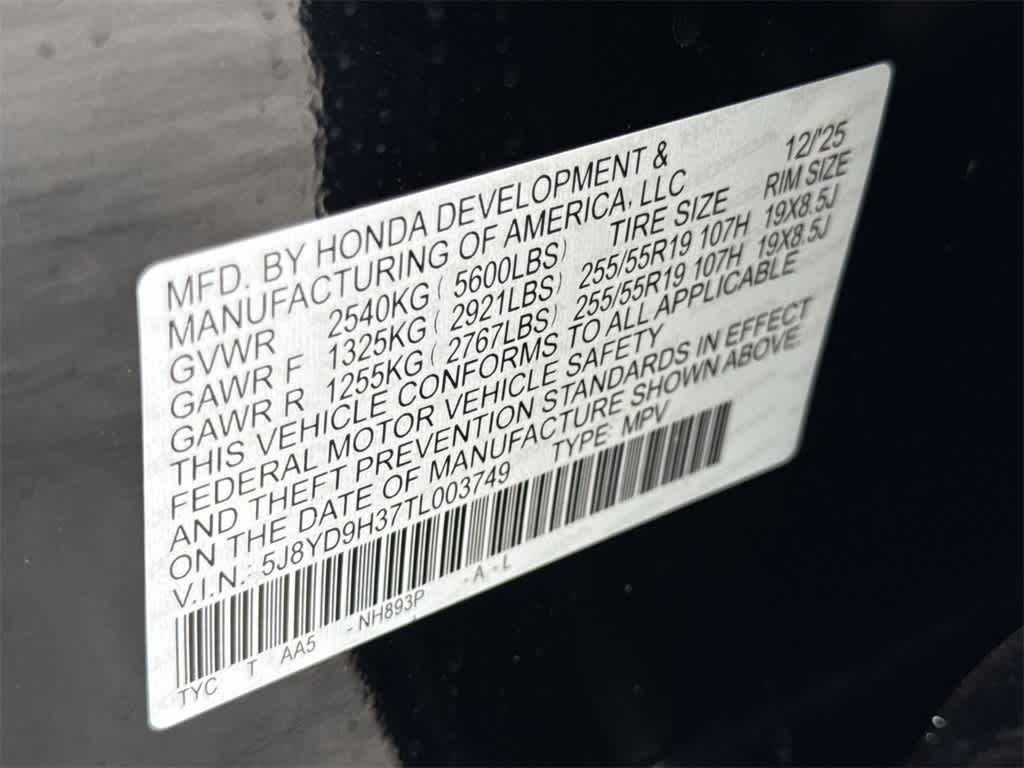 MFD. BY HONDA DEVELOPMENT & 12/'25
MANUFACTURING OF AMERICA, LLC RIM SIZE
GVWR 2540KG ( 5600LBS) TIRE SIZE
GAWR F 1325KG ( 2921LBS) 255/55R19 107H 19X8.5J
GAWR R 1255KG ( 2767LBS) 255/55R19 107H 19X8.5J
THIS VEHICLE CONFORMS TO ALL APPLICABLE
FEDERAL MOTOR VEHICLE SAFETY
AND THEFT PREVENTION STANDARDS IN EFFECT
ON THE DATE OF MANUFACTURE SHOWN ABOVE.
V.I.N.: 5J8YD9H37TL003749 TYPE: MPV
TYC T AA5 - NH893P - A - L